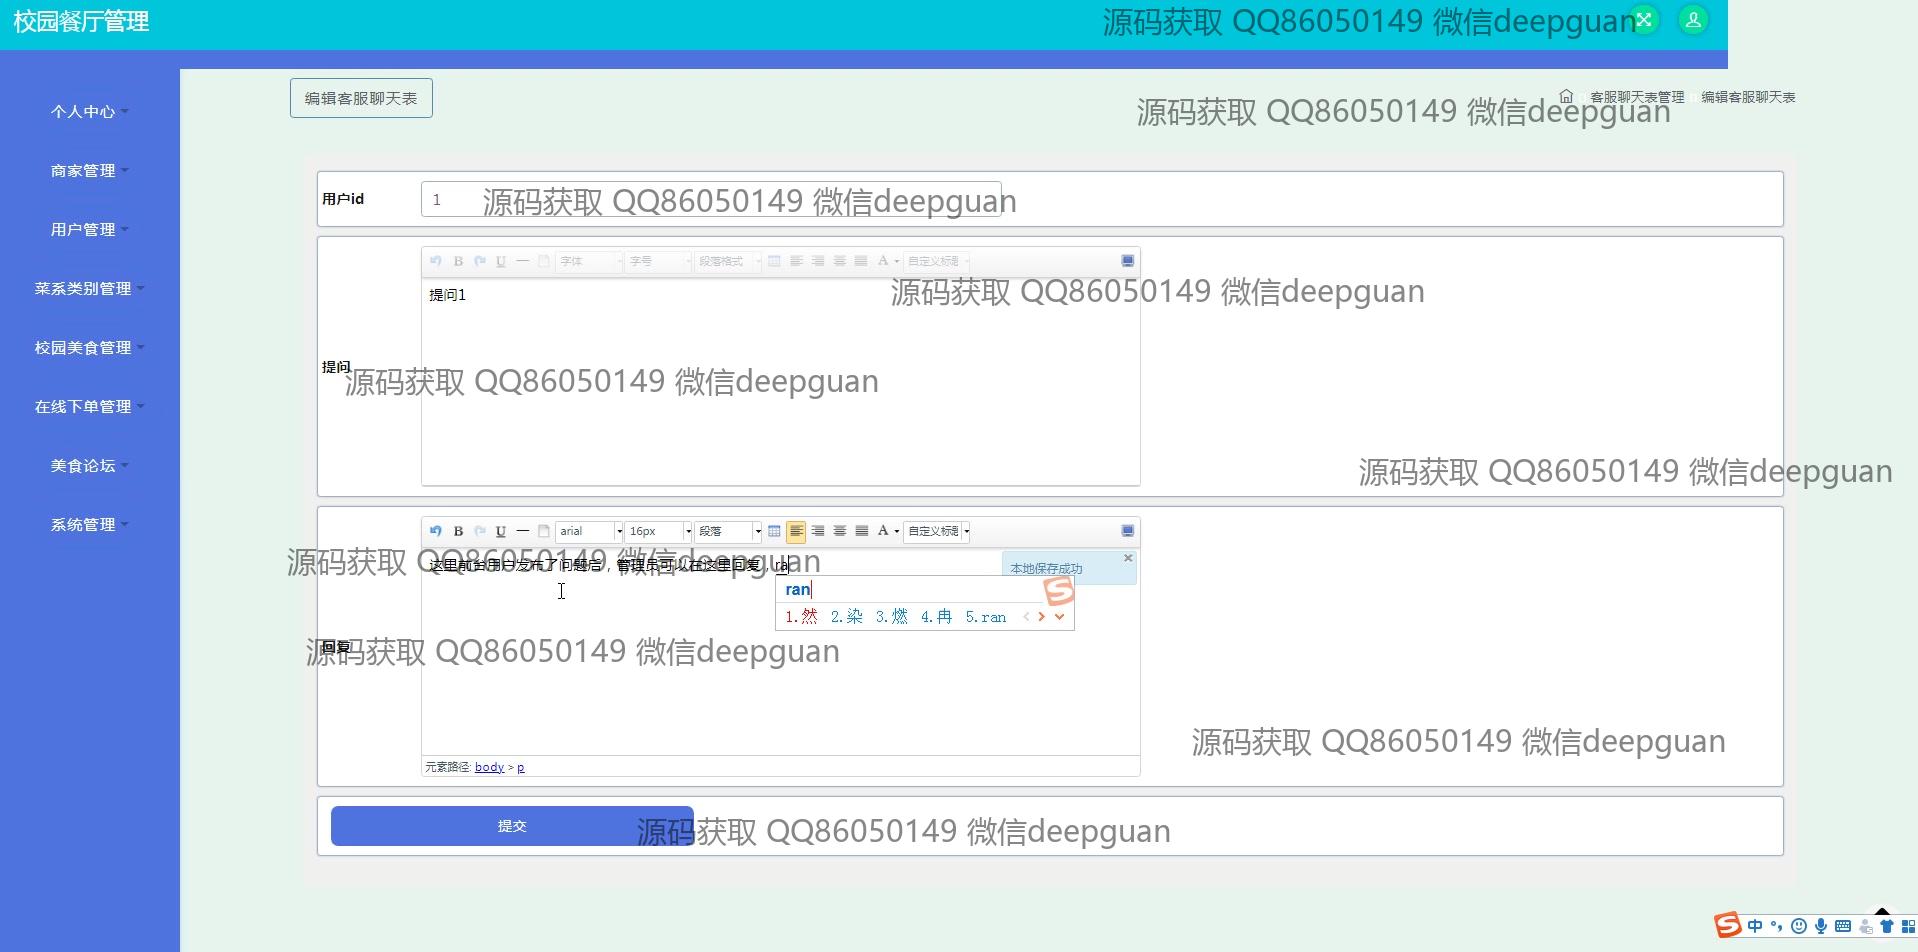 校园餐厅管理
源码获取 QQ86050149 微信deepguan
个人中心
商家管理
用户管理
菜系类别管理
校园美食管理
在线下单管理
美食论坛
系统管理
编辑客服聊天表
客服聊天表管理 编辑客服聊天表
源码获取 QQ86050149 微信deepguan
用户id 1
源码获取 QQ86050149 微信deepguan
B U 字体 字号 段落格式 A 自定义标题
提问1
源码获取 QQ86050149 微信deepguan
提问
源码获取 QQ86050149 微信deepguan
源码获取 QQ86050149 微信deepguan
B U arial 16px 段落 A 自定义标题
这里前台用户发布了问题后，管理员可以在这里回复，ra
源码获取 QQ86050149 微信deepguan
本地保存成功
ran
1.然 2.染 3.燃 4.冉 5.ran
回复
源码获取 QQ86050149 微信deepguan
源码获取 QQ86050149 微信deepguan
元素路径: body > p
提交
源码获取 QQ86050149 微信deepguan
S 中